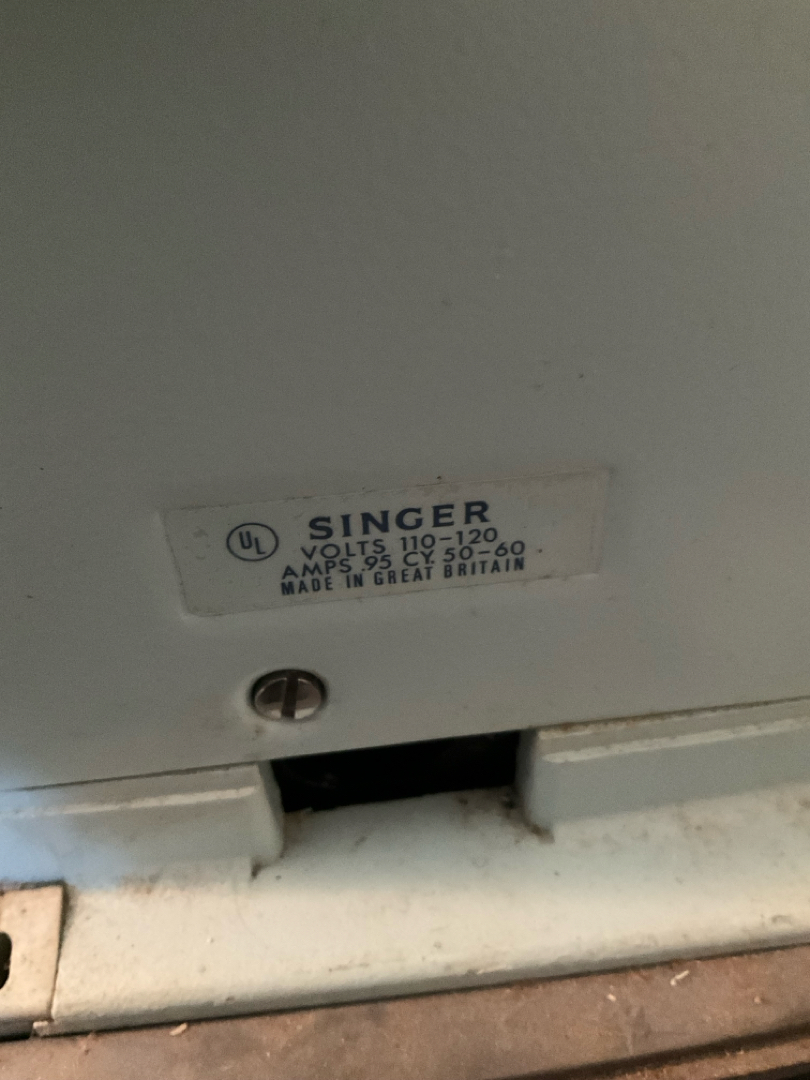 UL
SINGER
VOLTS 110-120
AMPS .95 CY. 50-60
MADE IN GREAT BRITAIN